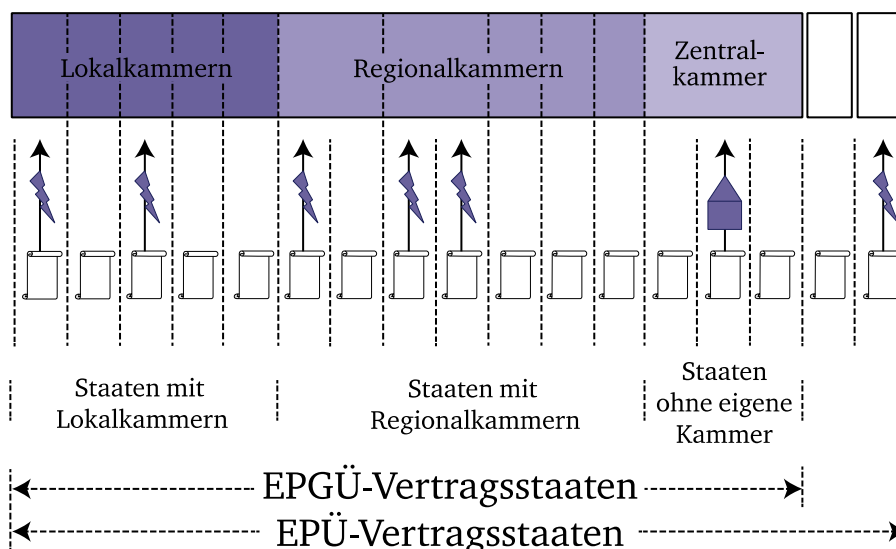 Lokalkammern
Regionalkammern
Zentral-
kammer
Staaten mit
Lokalkammern
Staaten mit
Regionalkammern
Staaten
ohne eigene
Kammer
EPGÜ-Vertragsstaaten
EPÜ-Vertragsstaaten